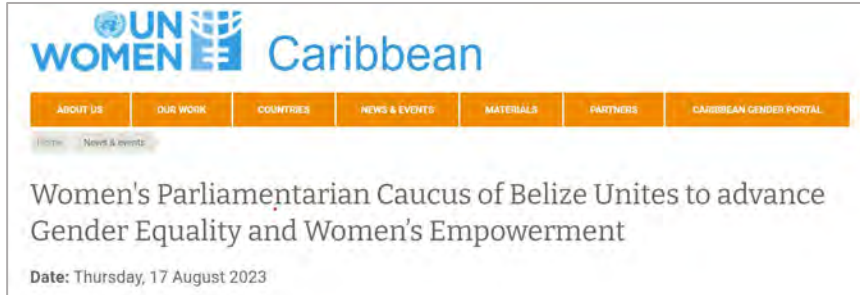 UN
WOMEN
Caribbean
ABOUT US OUR WORK COUNTRIES NEWS & EVENTS MATERIALS PARTNERS CARIBBEAN GENDER PORTAL
Home News & events
Women's Parliamentarian Caucus of Belize Unites to advance
Gender Equality and Women’s Empowerment
Date: Thursday, 17 August 2023